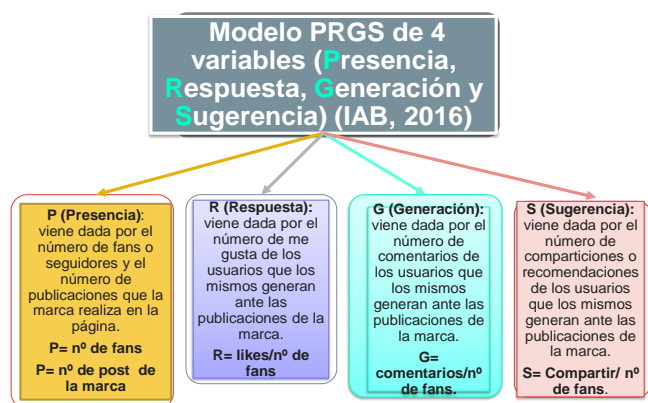 Modelo PRGS de 4
variables (Presencia,
Respuesta, Generación y
Sugerencia) (IAB, 2016)
P (Presencia):
viene dada por el
número de fans o
seguidores y el
número de
publicaciones que la
marca realiza en la
página.
P= nº de fans
P= nº de post de
la marca
R (Respuesta):
viene dada por el
número de me
gusta de los
usuarios que los
mismos generan
ante las
publicaciones de la
marca.
R= likes/nº de
fans
G (Generación):
viene dada por el
número de
comentarios de
los usuarios que
los mismos
generan ante las
publicaciones de
la marca.
G=
comentarios/nº
de fans.
S (Sugerencia):
viene dada por el
número de
comparticiones o
recomendaciones
de los usuarios
que los mismos
generan ante las
publicaciones de
la marca.
S= Compartir/ nº
de fans.